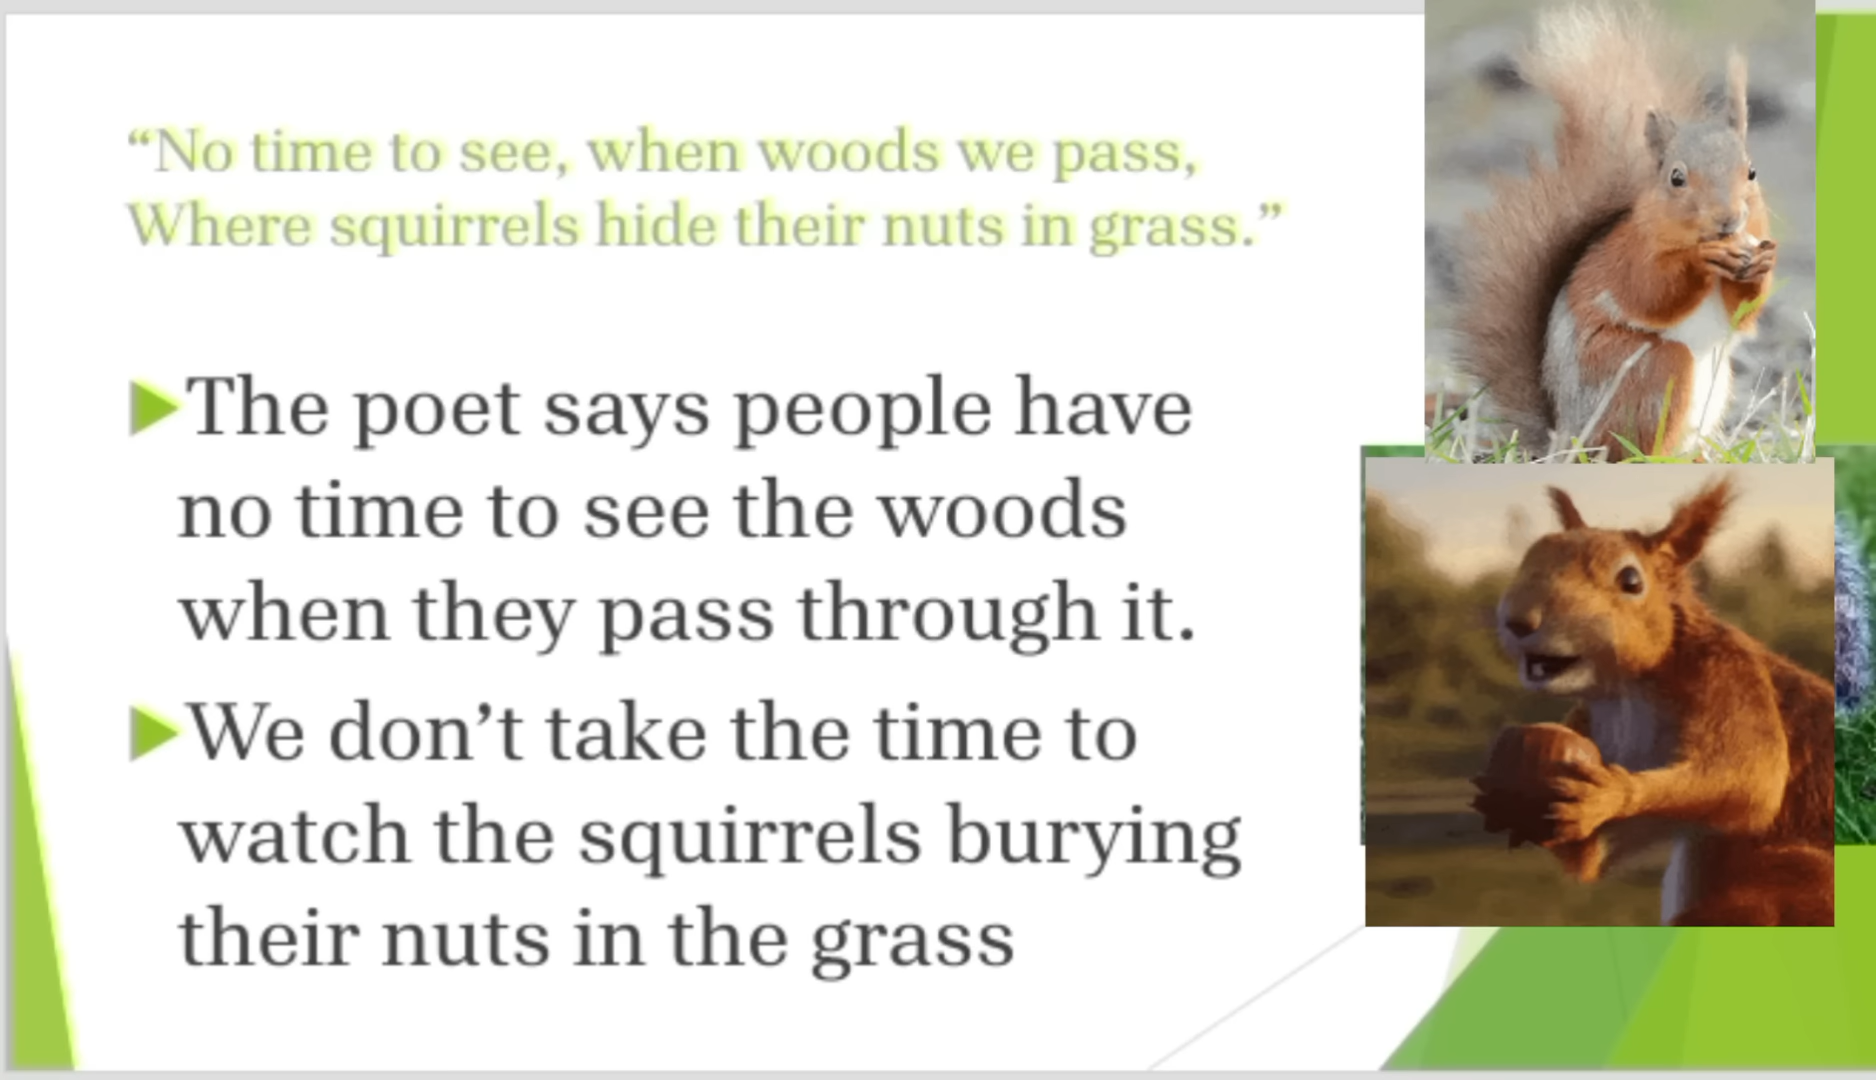 “No time to see, when woods we pass,
Where squirrels hide their nuts in grass.”
The poet says people have
no time to see the woods
when they pass through it.
We don’t take the time to
watch the squirrels burying
their nuts in the grass